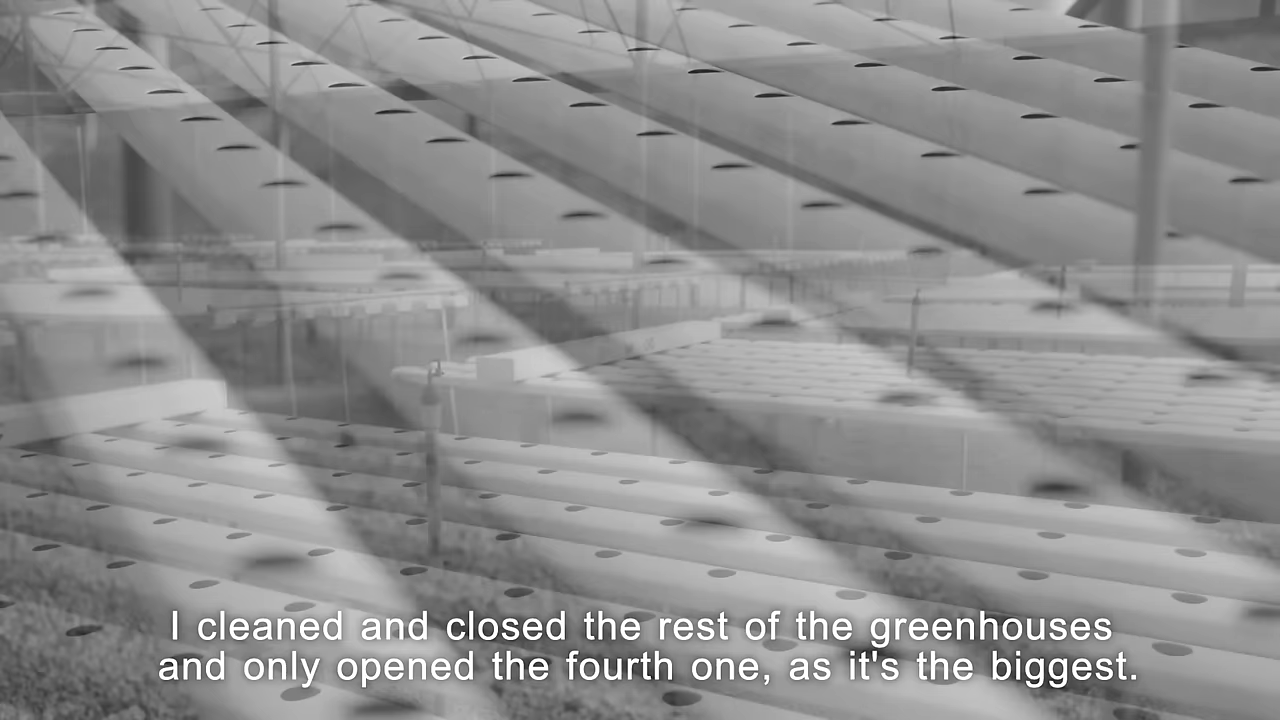 I cleaned and closed the rest of the greenhouses
and only opened the fourth one, as it's the biggest.